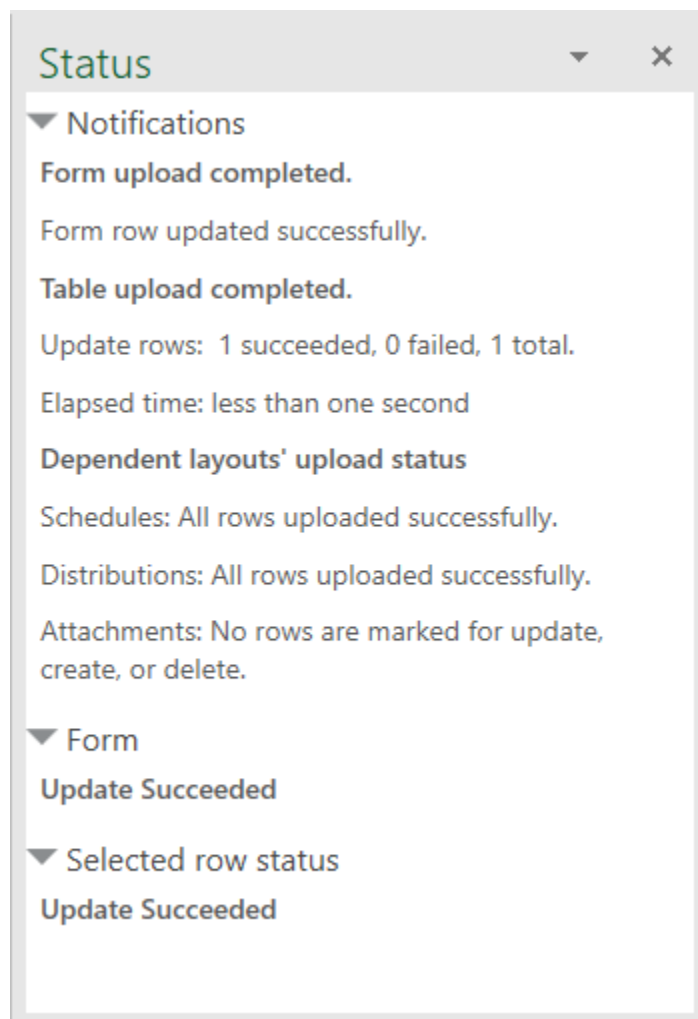 Status
Notifications
Form upload completed.
Form row updated successfully.
Table upload completed.
Update rows:  1 succeeded, 0 failed, 1 total.
Elapsed time: less than one second
Dependent layouts' upload status
Schedules: All rows uploaded successfully.
Distributions: All rows uploaded successfully.
Attachments: No rows are marked for update,
create, or delete.
Form
Update Succeeded
Selected row status
Update Succeeded